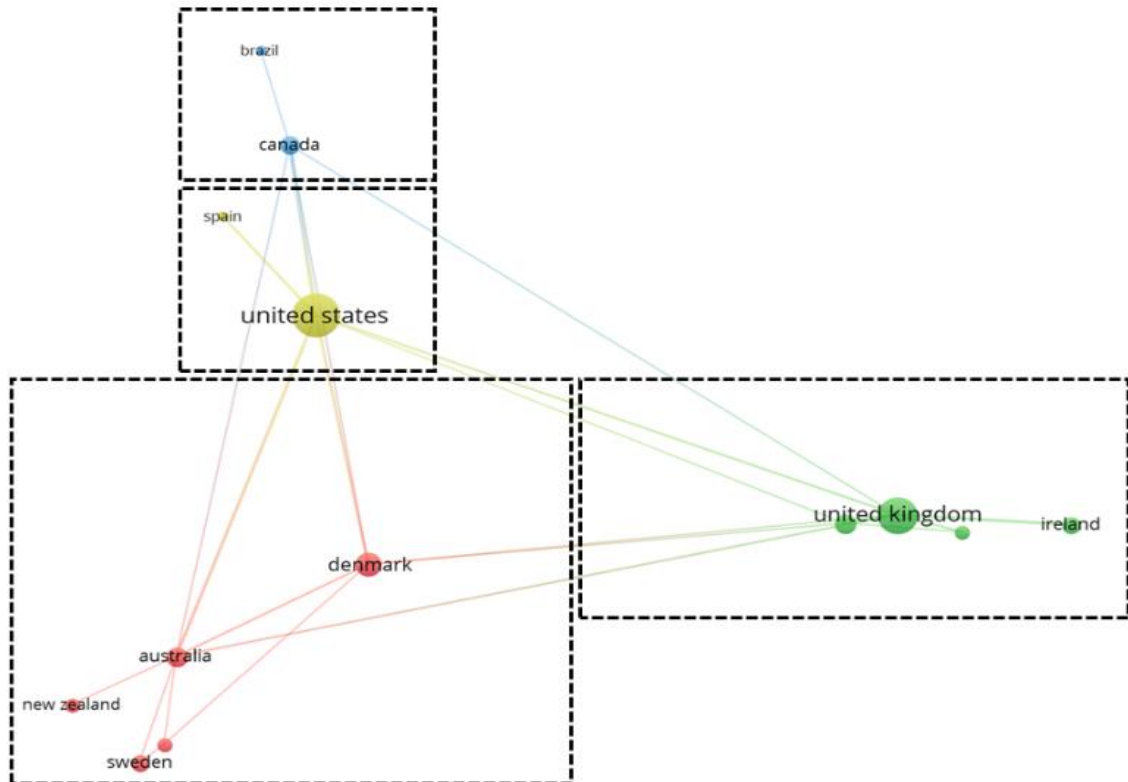 brazil
canada
spain
united states
united kingdom
ireland
denmark
australia
new zealand
sweden